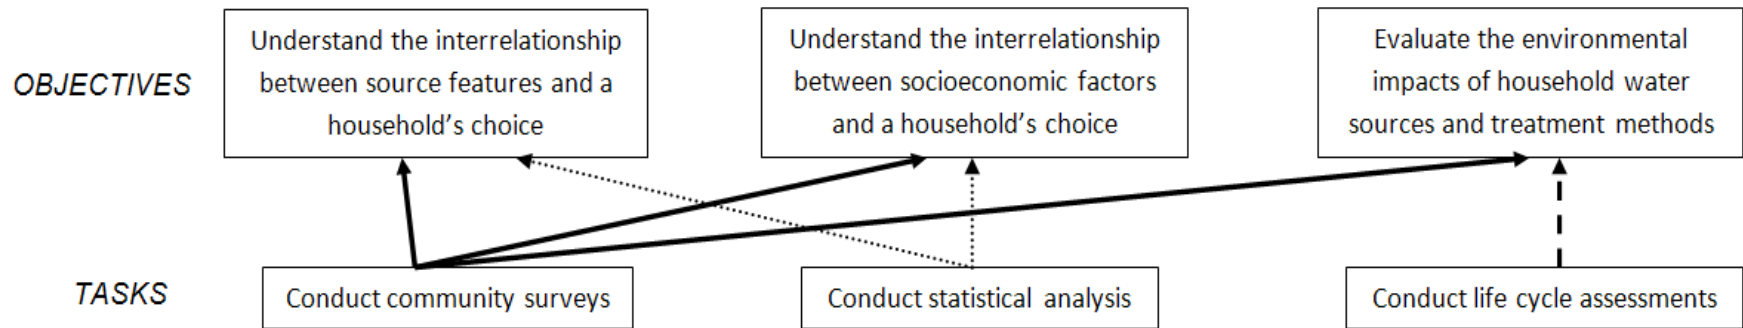 OBJECTIVES
Understand the interrelationship
between source features and a
household's choice
Understand the interrelationship
between socioeconomic factors
and a household's choice
Evaluate the environmental
impacts of household water
sources and treatment methods
TASKS
Conduct community surveys
Conduct statistical analysis
Conduct life cycle assessments